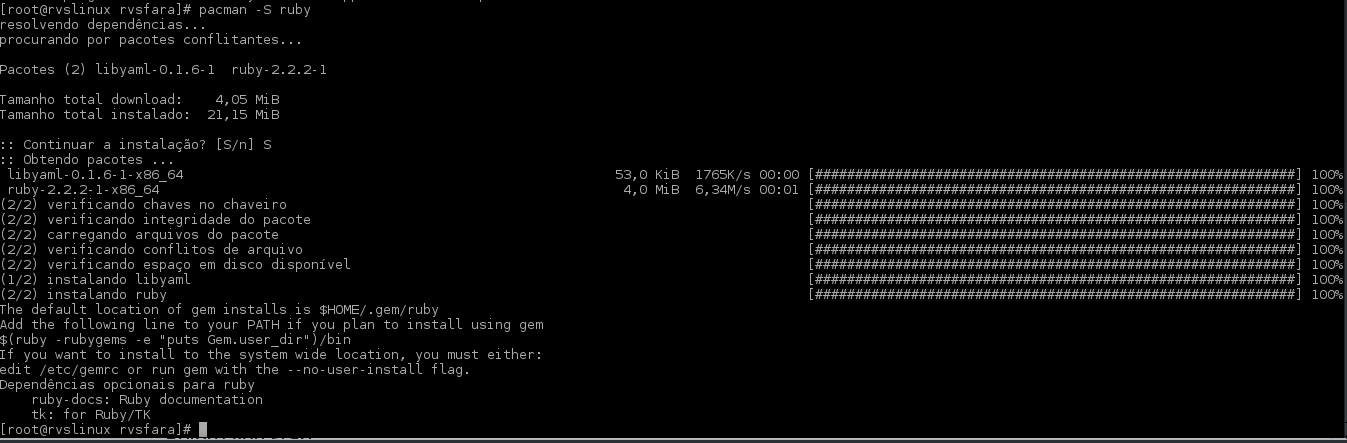 [root@rvslinux rvsfara]# pacman -S ruby
resolvendo dependências...
procurando por pacotes conflitantes...
Pacotes (2) libyaml-0.1.6-1  ruby-2.2.2-1
Tamanho total download:    4,05 MiB
Tamanho total instalado:  21,15 MiB
:: Continuar a instalação? [S/n] S
:: Obtendo pacotes ...
libyaml-0.1.6-1-x86_64 53,0 KiB  1765K/s 00:00 [############################################################] 100%
ruby-2.2.2-1-x86_64 4,0 MiB  6,34M/s 00:01 [############################################################] 100%
(2/2) verificando chaves no chaveiro [############################################################] 100%
(2/2) verificando integridade do pacote [############################################################] 100%
(2/2) carregando arquivos do pacote [############################################################] 100%
(2/2) verificando conflitos de arquivo [############################################################] 100%
(2/2) verificando espaço em disco disponível [############################################################] 100%
(1/2) instalando libyaml [############################################################] 100%
(2/2) instalando ruby [############################################################] 100%
The default location of gem installs is $HOME/.gem/ruby
Add the following line to your PATH if you plan to install using gem
$(ruby -rubygems -e "puts Gem.user_dir")/bin
If you want to install to the system wide location, you must either:
edit /etc/gemrc or run gem with the --no-user-install flag.
Dependências opcionais para ruby
    ruby-docs: Ruby documentation
    tk: for Ruby/TK
[root@rvslinux rvsfara]#